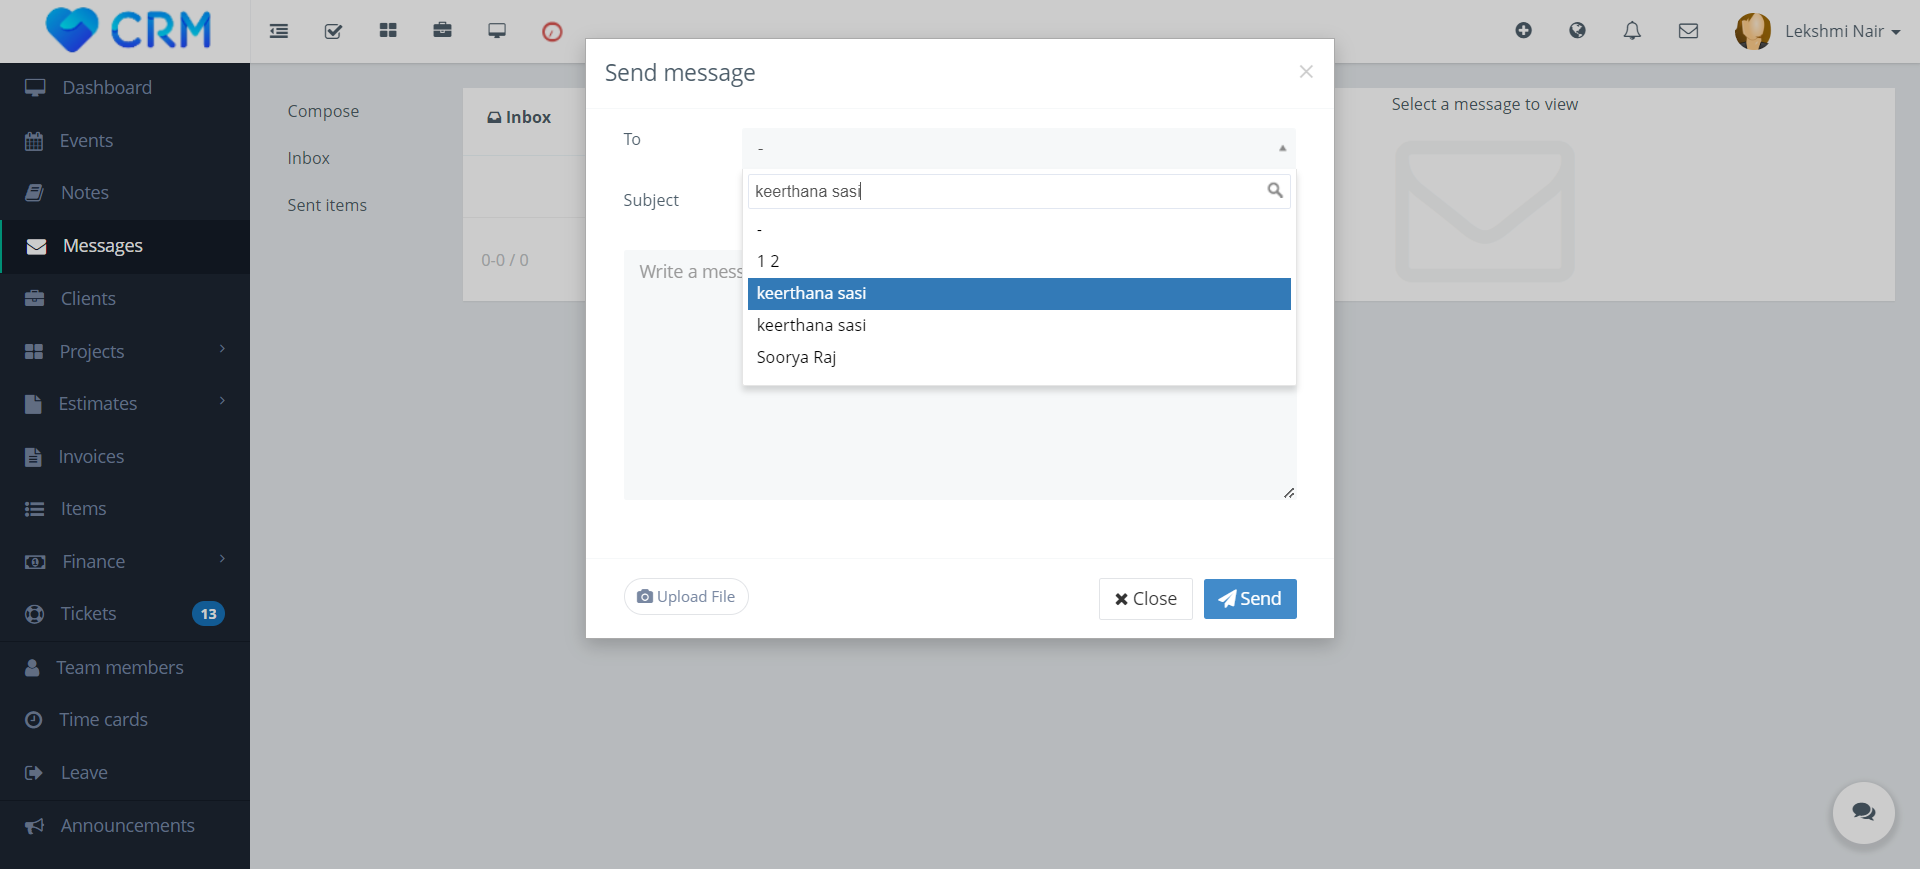 CRM
Lekshmi Nair
Dashboard
Events
Notes
Messages
Clients
Projects
Estimates
Invoices
Items
Finance
Tickets 13
Team members
Time cards
Leave
Announcements
Compose
Inbox
Sent items
Inbox
0-0 / 0
Select a message to view
Send message
×
To
-
keerthana sasi
-
1 2
keerthana sasi
keerthana sasi
Soorya Raj
Subject
Write a mess
Upload File
Close
Send